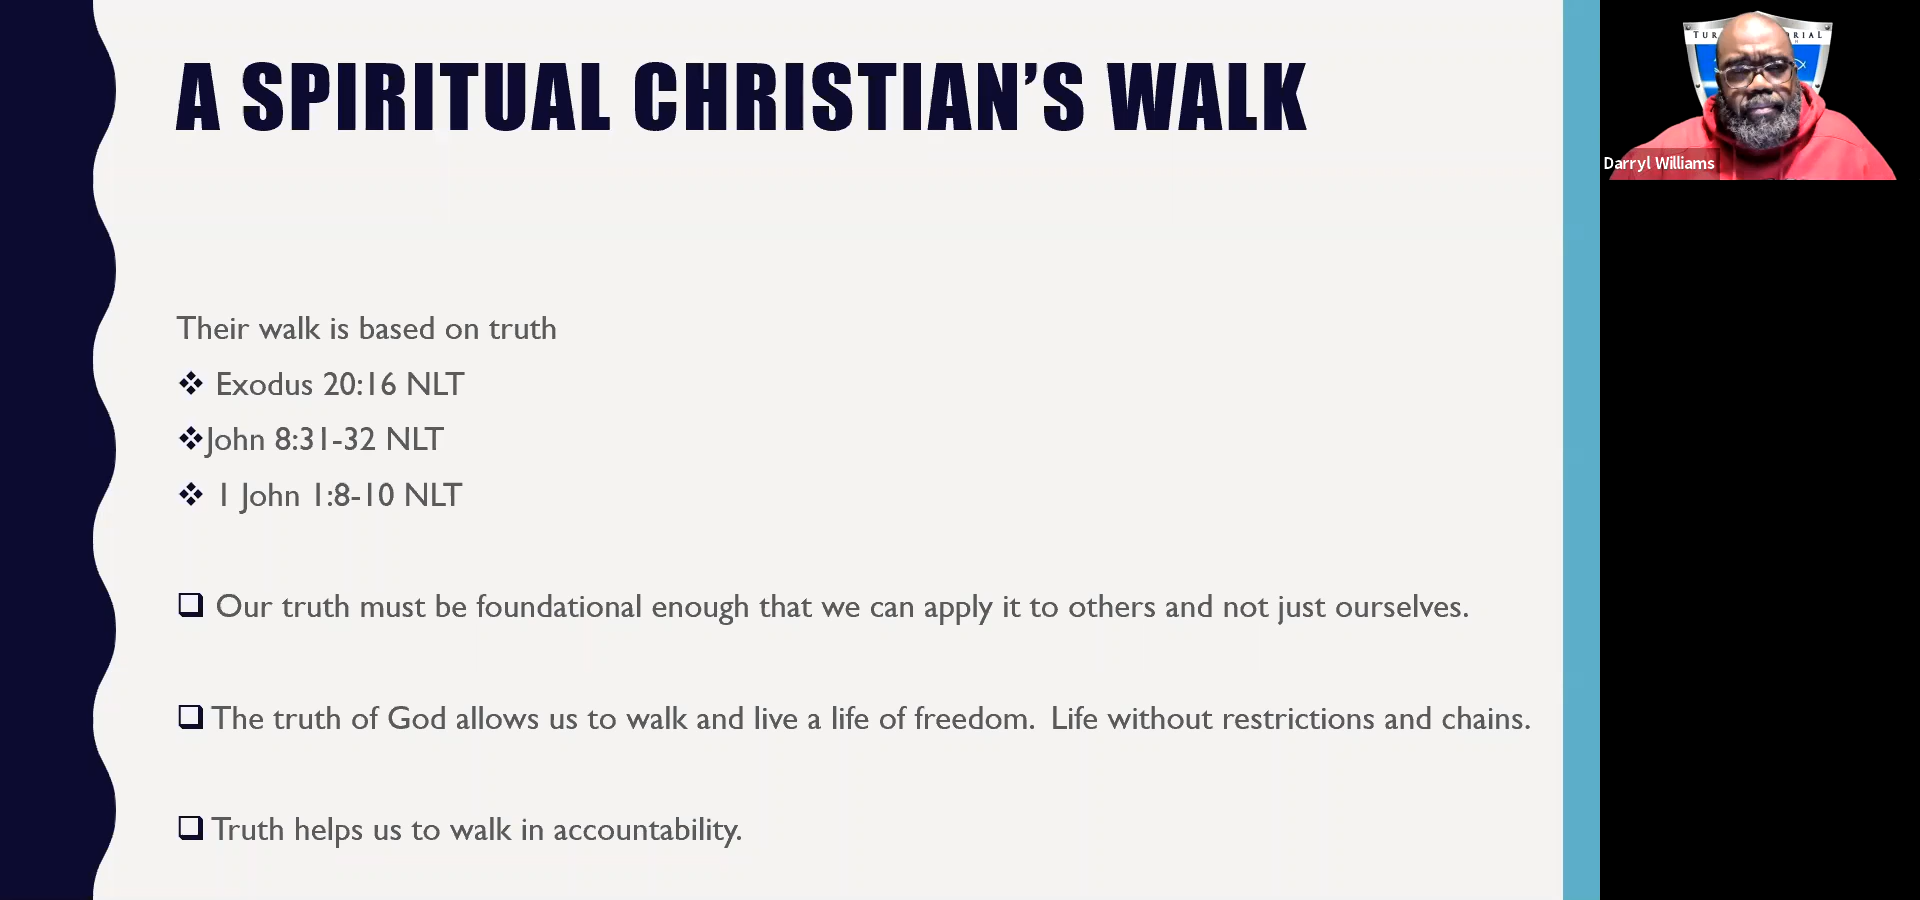 A SPIRITUAL CHRISTIAN’S WALK
Their walk is based on truth
Exodus 20:16 NLT
John 8:31-32 NLT
1 John 1:8-10 NLT
Our truth must be foundational enough that we can apply it to others and not just ourselves.
The truth of God allows us to walk and live a life of freedom.  Life without restrictions and chains.
Truth helps us to walk in accountability.
Darryl Williams